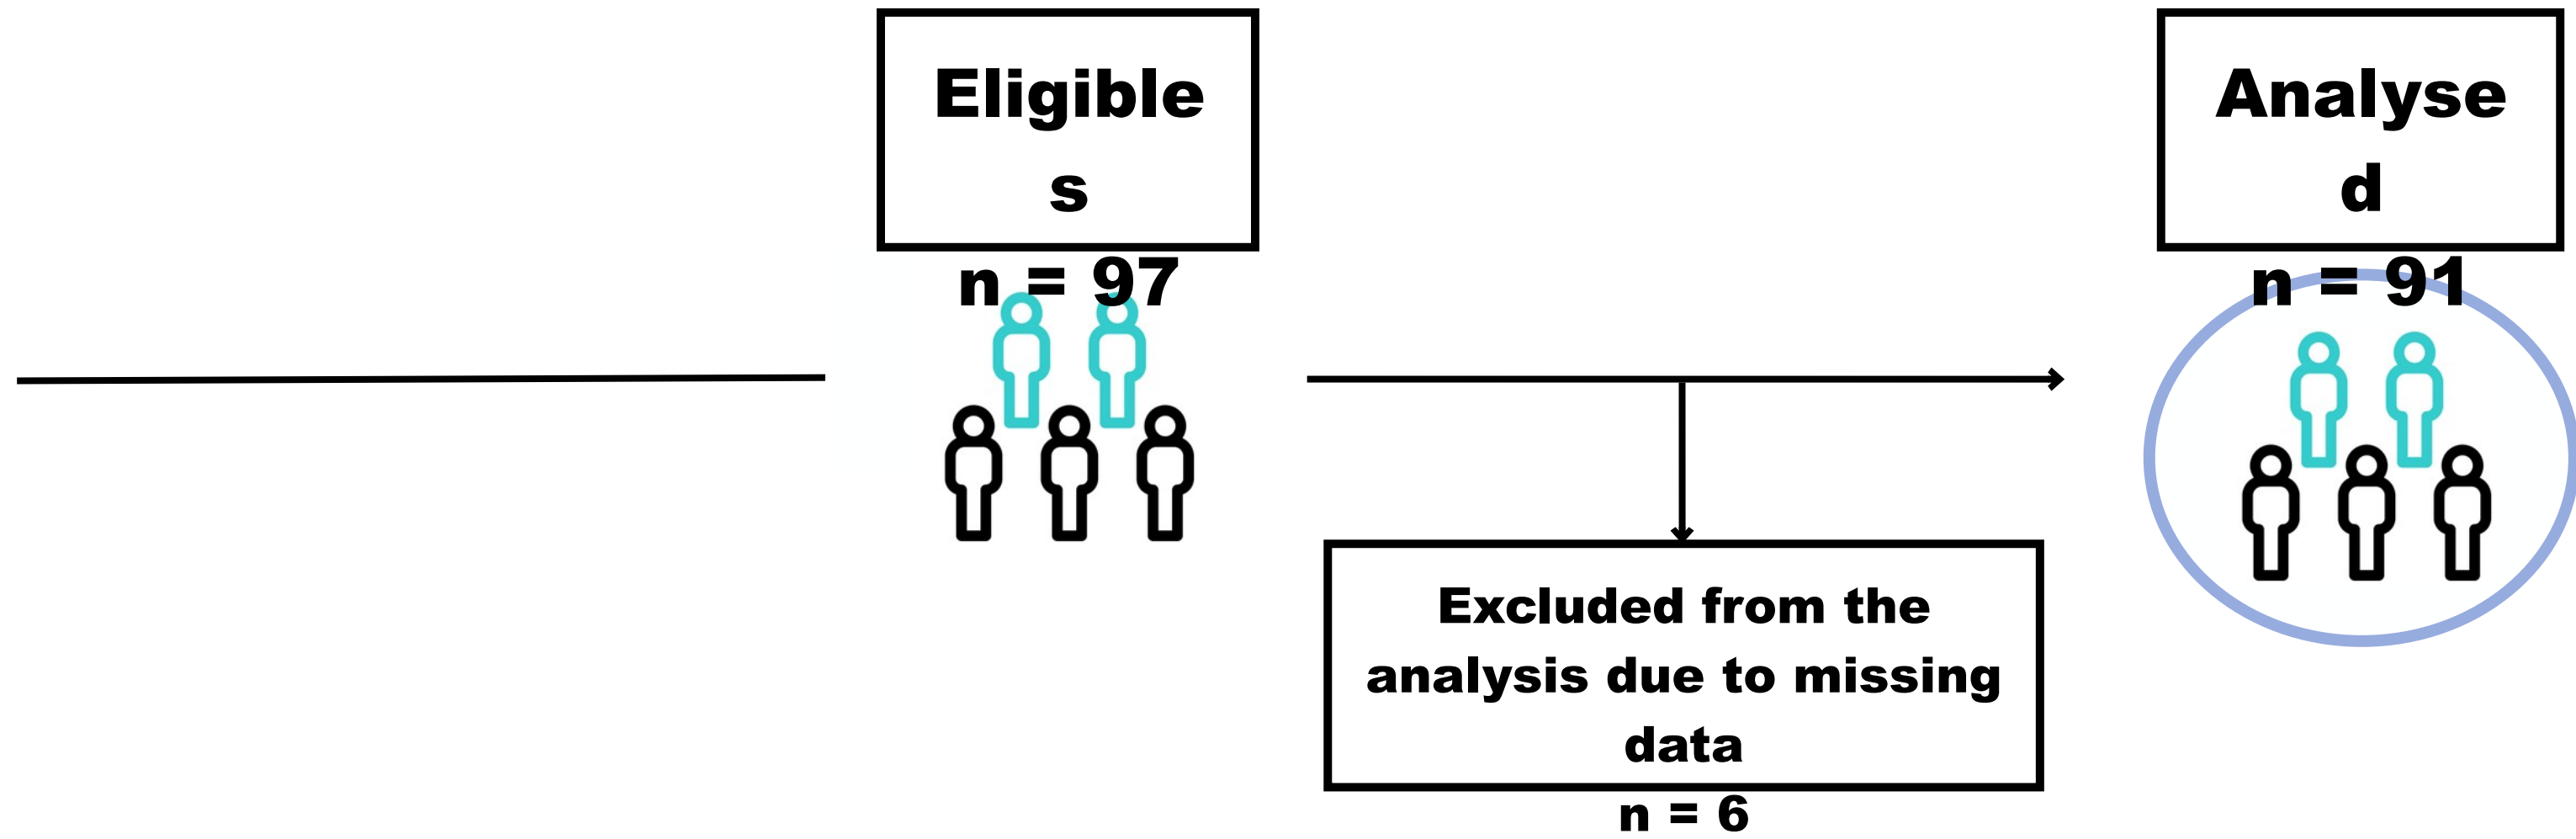 Eligible
s
n = 97
Analyse
d
n = 91
Excluded from the
analysis due to missing
data
n = 6